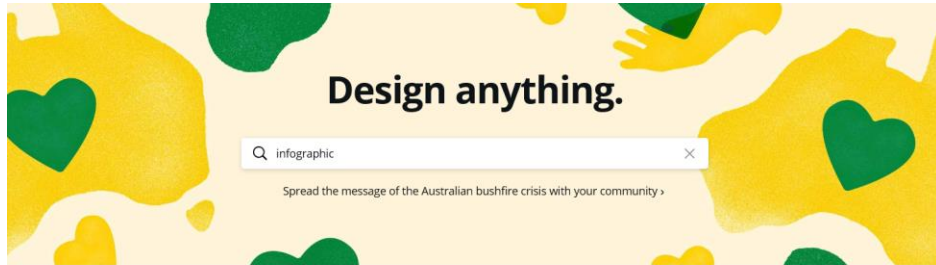 Design anything.
infographic
Spread the message of the Australian bushfire crisis with your community ›